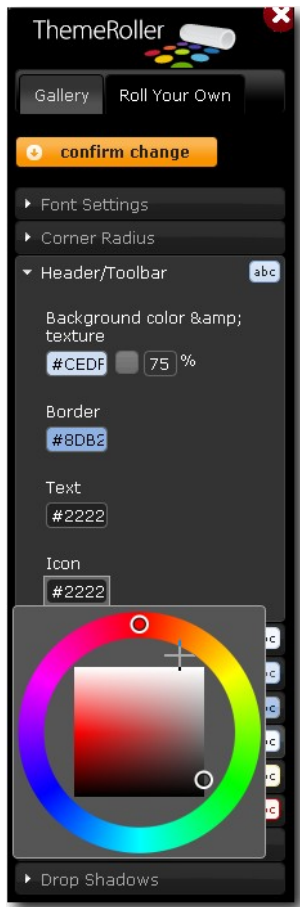 ThemeRoller
Gallery Roll Your Own
confirm change
Font Settings
Corner Radius
Header/Toolbar abc
Background color &amp;
texture
#CEDF 75 %
Border
#8DB2
Text
#2222
Icon
#2222
Drop Shadows